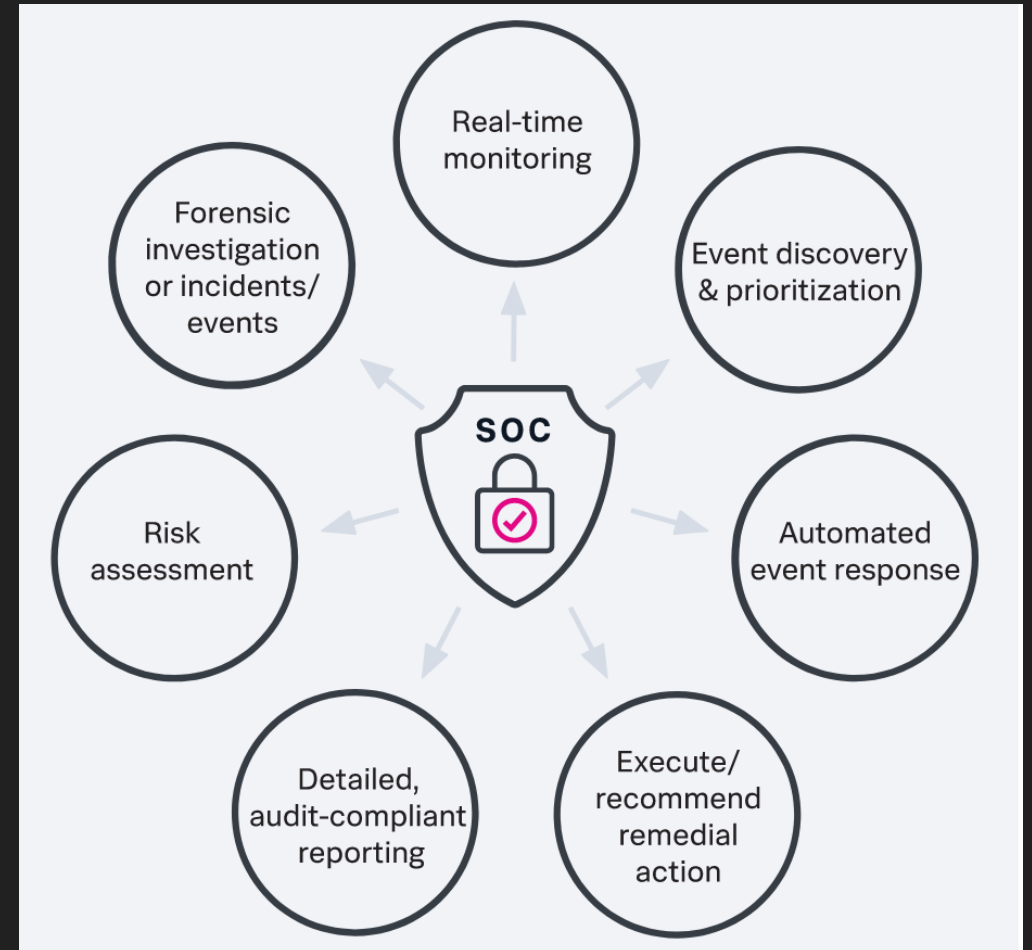 Real-time
monitoring
Event discovery
& prioritization
Automated
event response
Execute/
recommend
remedial
action
Detailed,
audit-compliant
reporting
Risk
assessment
Forensic
investigation
or incidents/
events
SOC